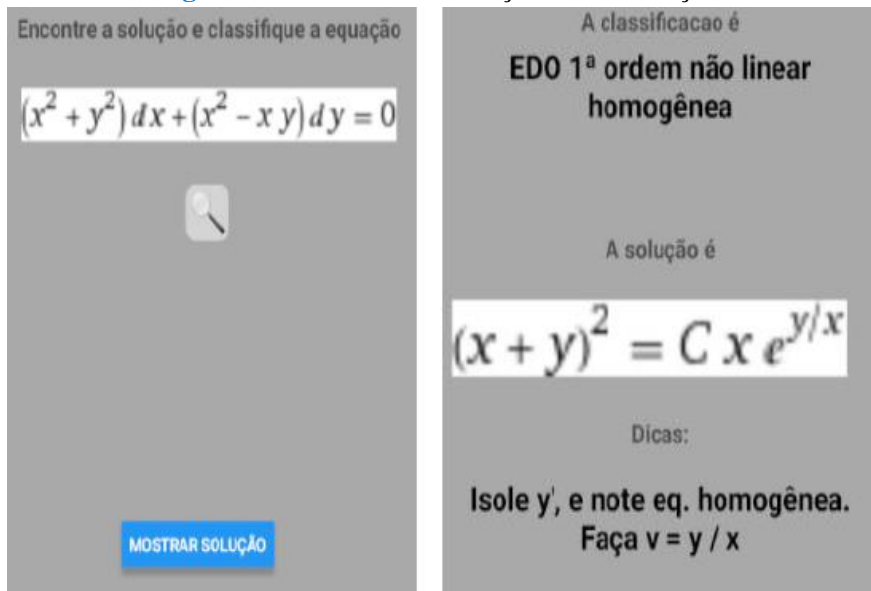 Encontre a solução e classifique a equação
(x² + y²) dx + (x² – x y) d y = 0
MOSTRAR SOLUÇÃO
A classificacao é
EDO 1ª ordem não linear
homogênea
A solução é
(x + y)² = C x e^{y/x}
Dicas:
Isole y', e note eq. homogênea.
Faça v = y / x